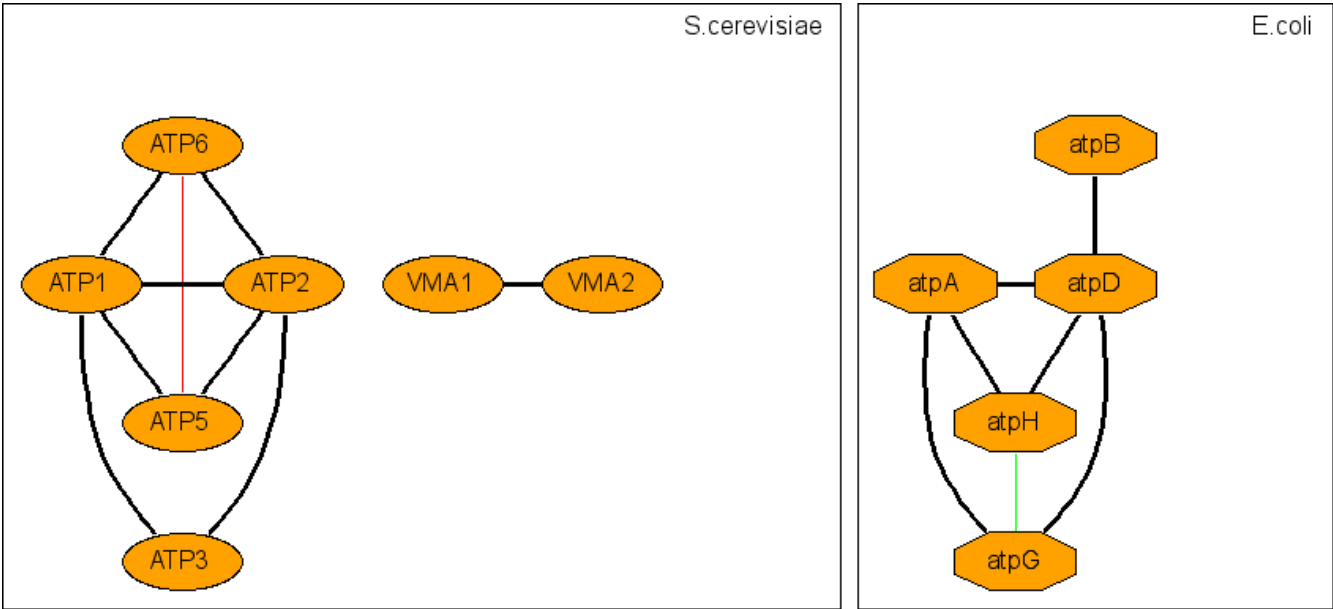 S.cerevisiae
E.coli
ATP6
atpB
ATP1
ATP2
VMA1
VMA2
atpA
atpD
ATP5
atpH
ATP3
atpG